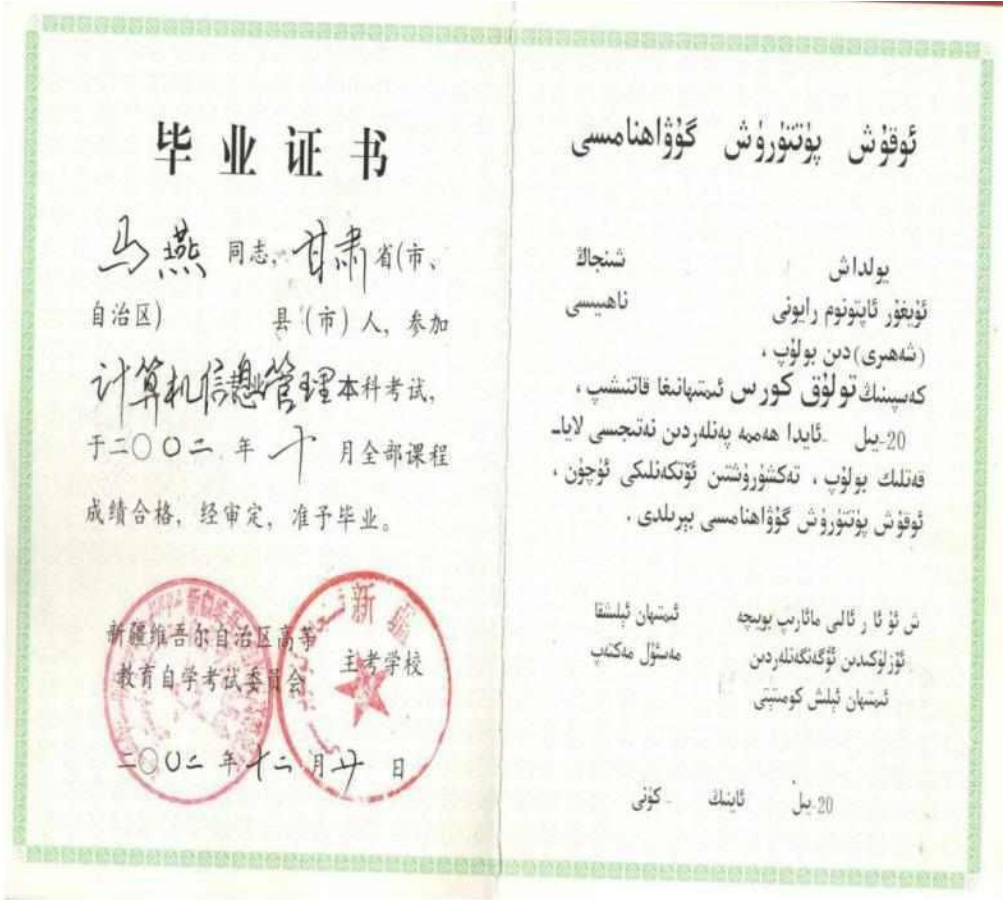 毕业证书
马燕同志,甘肃省(市、
自治区) 县(市)人,参加
计算机信息管理本科考试,
于二〇〇二年十月全部课程
成绩合格,经审定,准予毕业。
新疆维吾尔自治区高等
教育自学考试委员会
主考学校
二〇〇二年十二月廿日
新疆
ئوقۇش پۈتتۈرۈش گۇۋاھنامىسى
يولداش شىنجاڭ
ئۇيغۇر ئاپتونوم رايونى ناھىيىسى
(شەھرى) دىن بولۇپ ،
كەسپىنىڭ تولۇق كورس ئىمتىھانىغا قاتنىشىپ ،
20-يىل -ئايدا ھەممە پەنلەردىن نەتىجىسى لايا-
قەتلىك بولۇپ ، تەكشۈرۈشتىن ئۆتكەنلىكى ئۈچۈن ،
ئوقۇش پۈتتۈرۈش گۇۋاھنامىسى بېرىلدى .
ش ئۇ ئا ر ئالىي مائارىپ بويىچە
ئۆزلۈكىدىن ئۆگەنگەنلەردىن
ئىمتىھان ئېلىش كومىتېتى
ئىمتىھان ئېلىشقا
مەسئۇل مەكتەپ
20-يىل ئاينىڭ - كۈنى